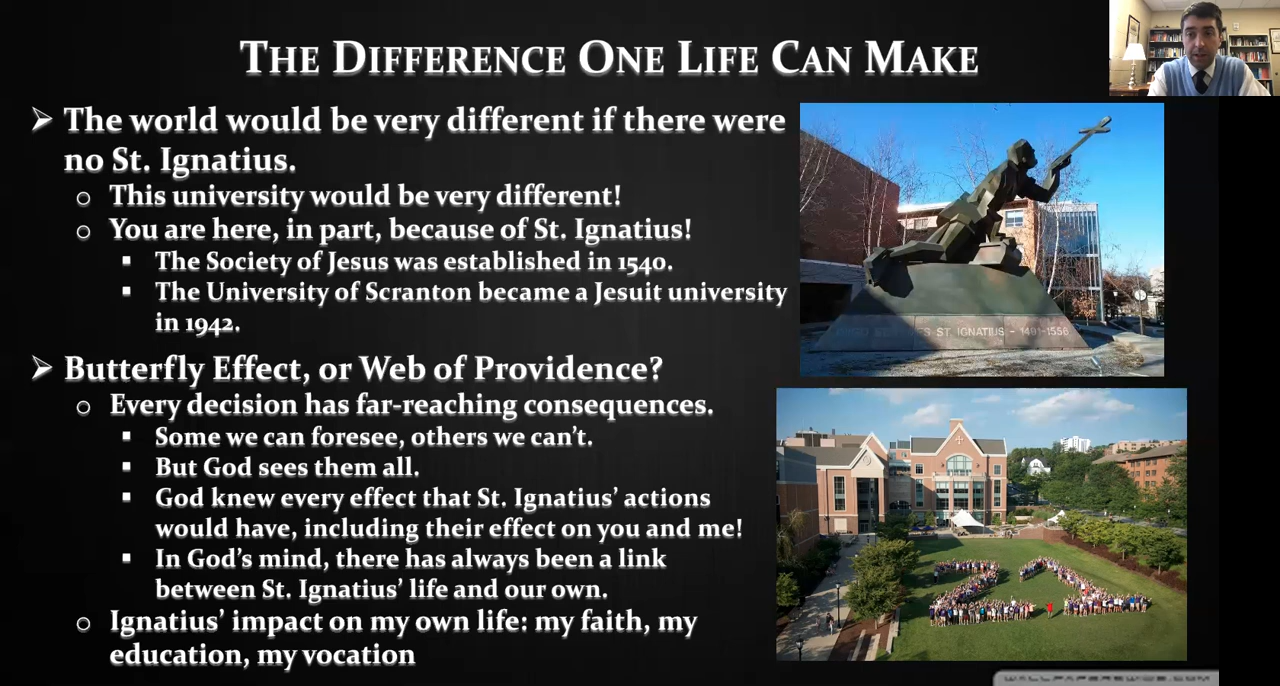 THE DIFFERENCE ONE LIFE CAN MAKE
The world would be very different if there were
no St. Ignatius.
This university would be very different!
You are here, in part, because of St. Ignatius!
The Society of Jesus was established in 1540.
The University of Scranton became a Jesuit university
in 1942.
Butterfly Effect, or Web of Providence?
Every decision has far-reaching consequences.
Some we can foresee, others we can't.
But God sees them all.
God knew every effect that St. Ignatius' actions
would have, including their effect on you and me!
In God's mind, there has always been a link
between St. Ignatius' life and our own.
Ignatius' impact on my own life: my faith, my
education, my vocation
ST. IGNATIUS - 1491-1556